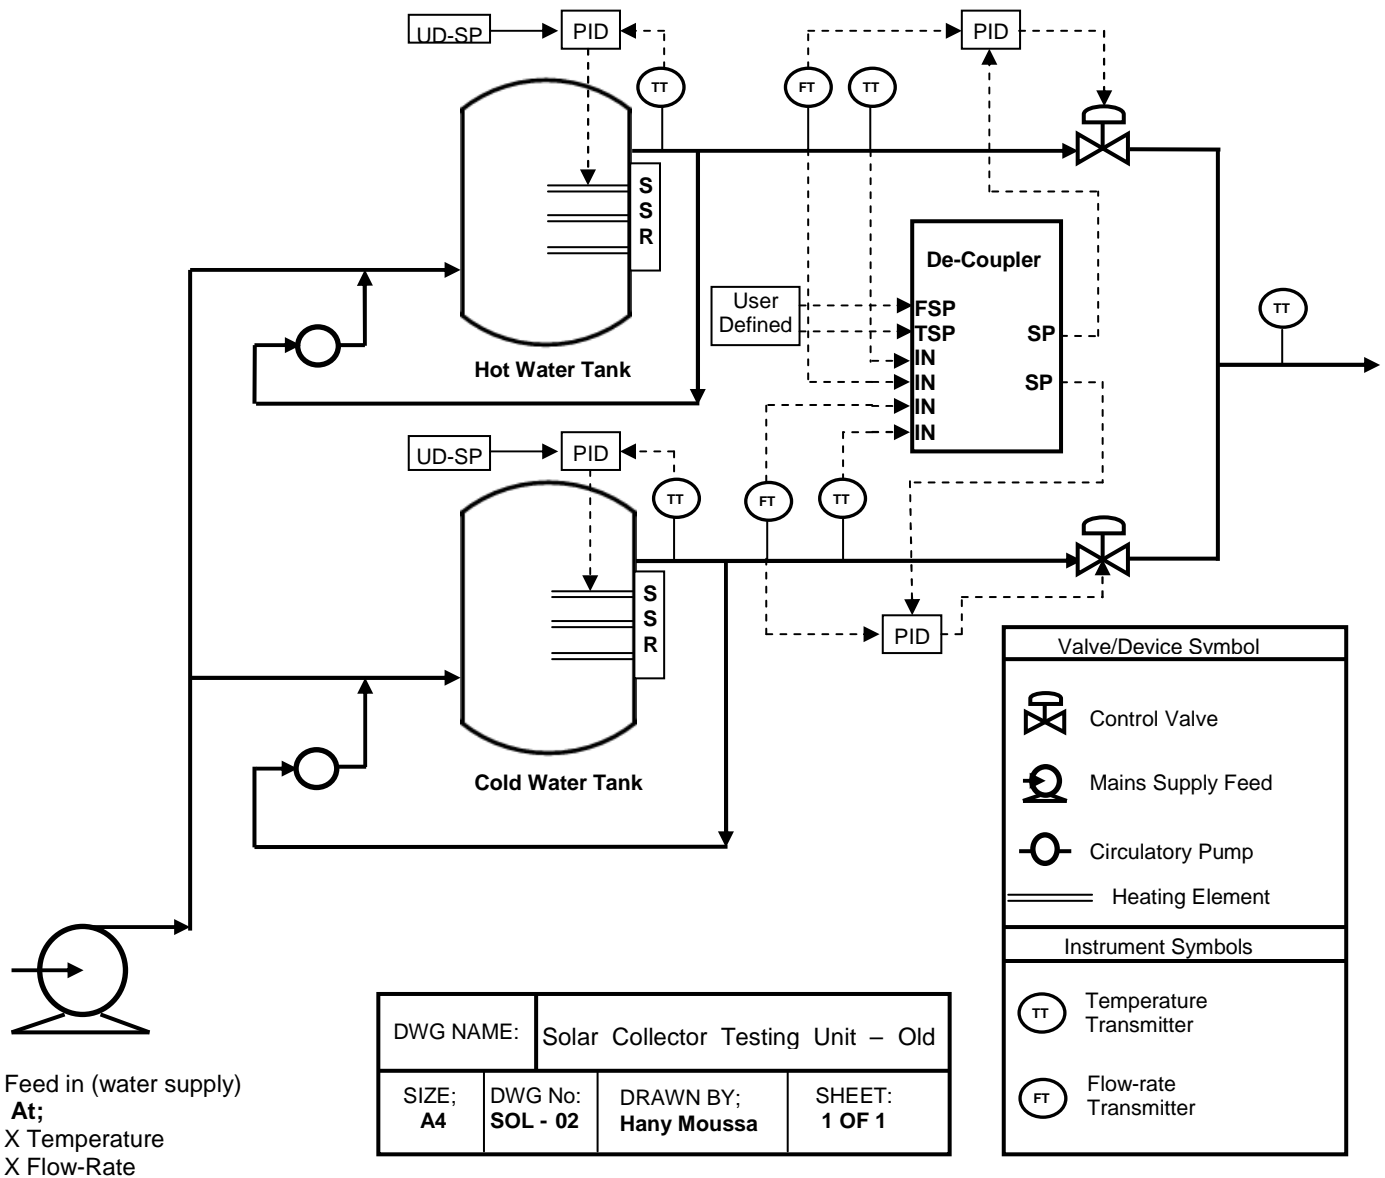 UD-SP
PID
TT
FT
TT
PID
S
S
R
De-Coupler
User
Defined
FSP
TSP
IN
IN
IN
IN
SP
SP
TT
Hot Water Tank
UD-SP
PID
TT
FT
TT
S
S
R
PID
Cold Water Tank
Valve/Device Symbol
Control Valve
Mains Supply Feed
Circulatory Pump
Heating Element
Instrument Symbols
TT
Temperature
Transmitter
FT
Flow-rate
Transmitter
Feed in (water supply)
At;
X Temperature
X Flow-Rate
DWG NAME:
Solar Collector Testing Unit – Old
SIZE;
A4
DWG No:
SOL - 02
DRAWN BY;
Hany Moussa
SHEET:
1 OF 1